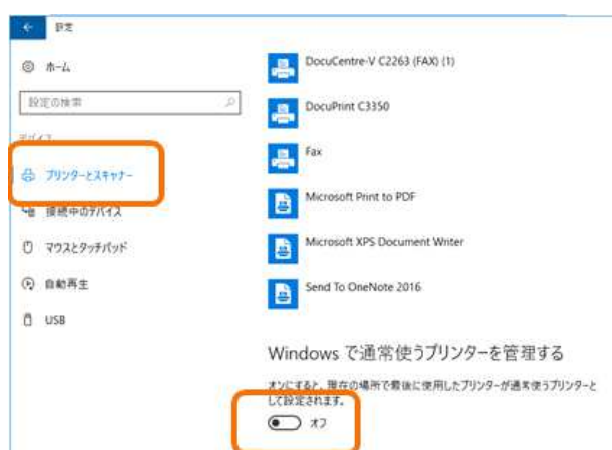 設定
ホーム
設定の検索
デバイス
プリンターとスキャナー
接続中のデバイス
マウスとタッチパッド
自動再生
USB
DocuCentre-V C2263 (FAX) (1)
DocuPrint C3350
Fax
Microsoft Print to PDF
Microsoft XPS Document Writer
Send To OneNote 2016
Windows で通常使うプリンターを管理する
オンにすると、現在の場所で最後に使用したプリンターが通常使うプリンターと
して設定されます。
オフ